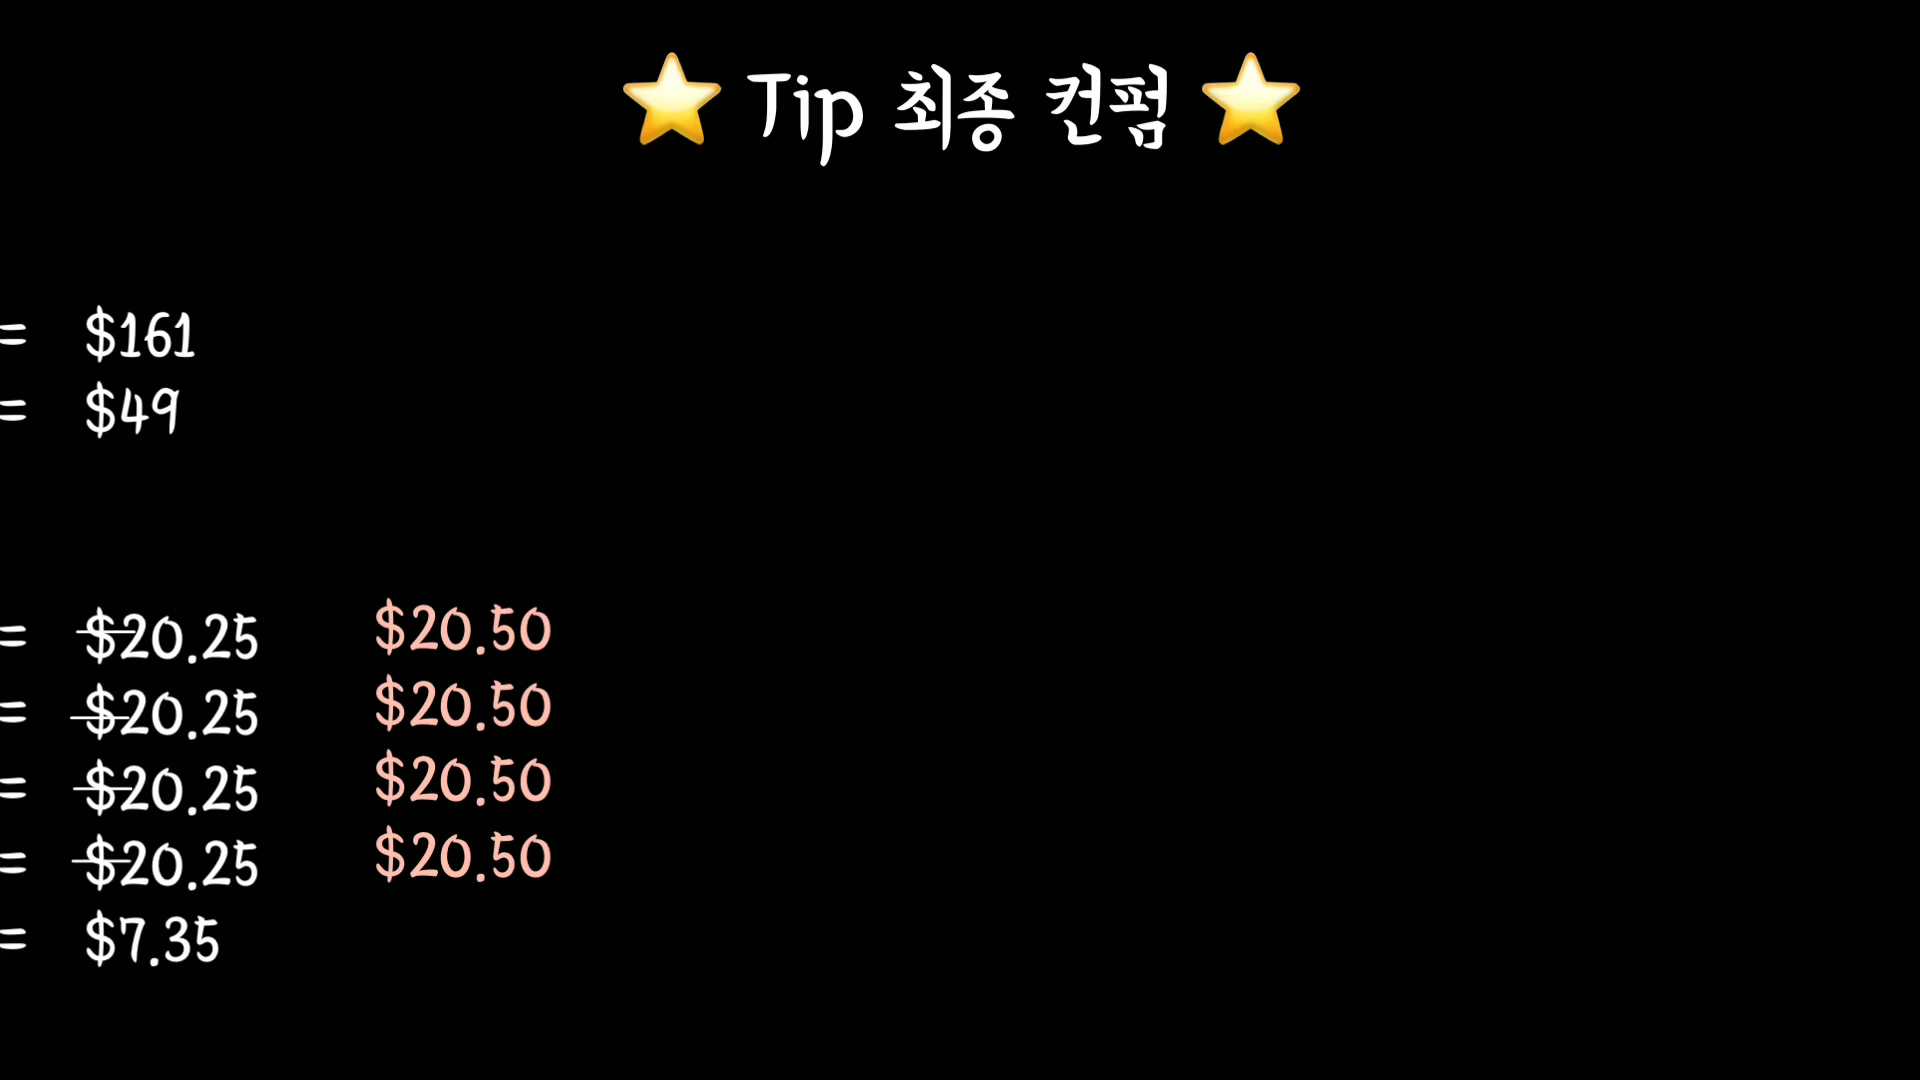 ⭐ Tip 최종 컨펌 ⭐
= $161
= $49
= $20.25 $20.50
= $20.25 $20.50
= $20.25 $20.50
= $20.25 $20.50
= $7.35